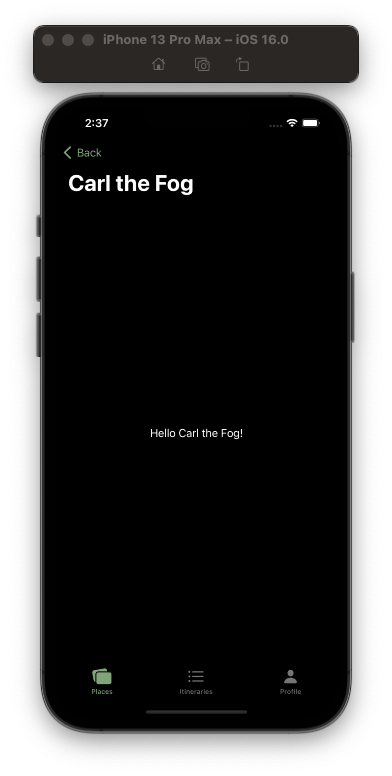 iPhone 13 Pro Max – iOS 16.0
2:37
Back
Carl the Fog
Hello Carl the Fog!
Places
Itineraries
Profile